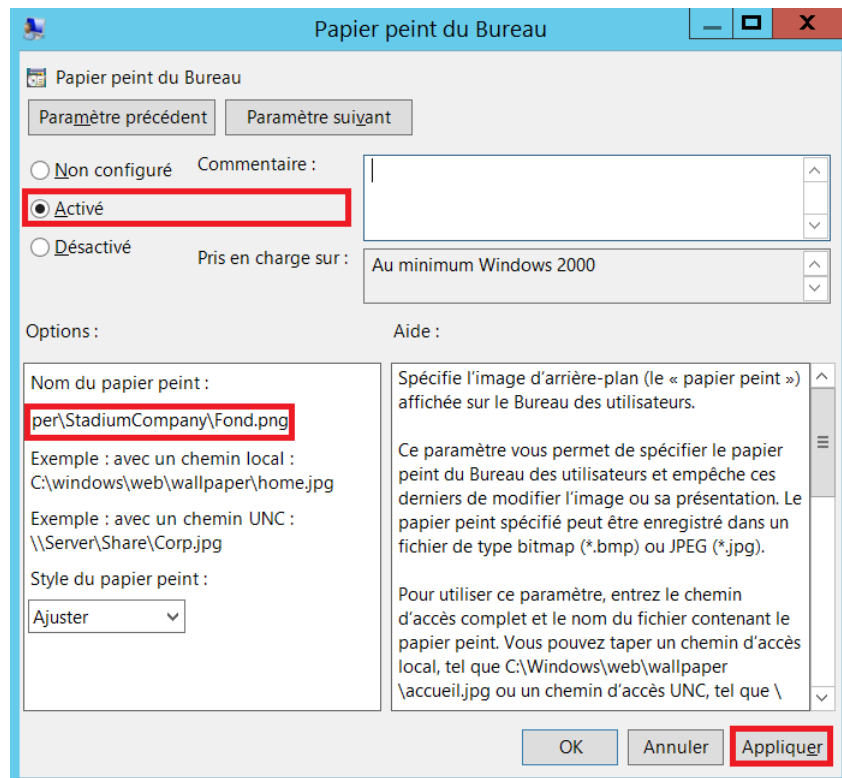 Papier peint du Bureau
Papier peint du Bureau
Paramètre précédent
Paramètre suivant
Non configuré
Commentaire :
Activé
Désactivé
Pris en charge sur :
Au minimum Windows 2000
Options :
Aide :
Nom du papier peint :
per\StadiumCompany\Fond.png
Exemple : avec un chemin local :
C:\windows\web\wallpaper\home.jpg
Exemple : avec un chemin UNC :
\\Server\Share\Corp.jpg
Style du papier peint :
Ajuster
Spécifie l'image d'arrière-plan (le « papier peint »)
affichée sur le Bureau des utilisateurs.
Ce paramètre vous permet de spécifier le papier
peint du Bureau des utilisateurs et empêche ces
derniers de modifier l'image ou sa présentation. Le
papier peint spécifié peut être enregistré dans un
fichier de type bitmap (*.bmp) ou JPEG (*.jpg).
Pour utiliser ce paramètre, entrez le chemin
d'accès complet et le nom du fichier contenant le
papier peint. Vous pouvez taper un chemin d'accès
local, tel que C:\Windows\web\wallpaper
\accueil.jpg ou un chemin d'accès UNC, tel que \
OK
Annuler
Appliquer